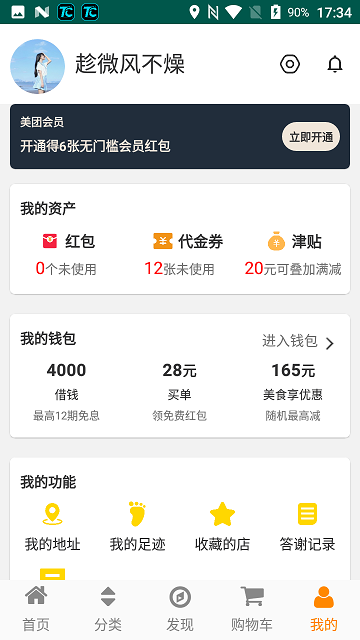 90% 17:34
趁微风不燥
美团会员
开通得6张无门槛会员红包
立即开通
我的资产
红包 代金券 津贴
0个未使用 12张未使用 20元可叠加满减
我的钱包 进入钱包
4000 28元 165元
借钱 买单 美食享优惠
最高12期免息 领免费红包 随机最高减
我的功能
我的地址 我的足迹 收藏的店 答谢记录
首页 分类 发现 购物车 我的